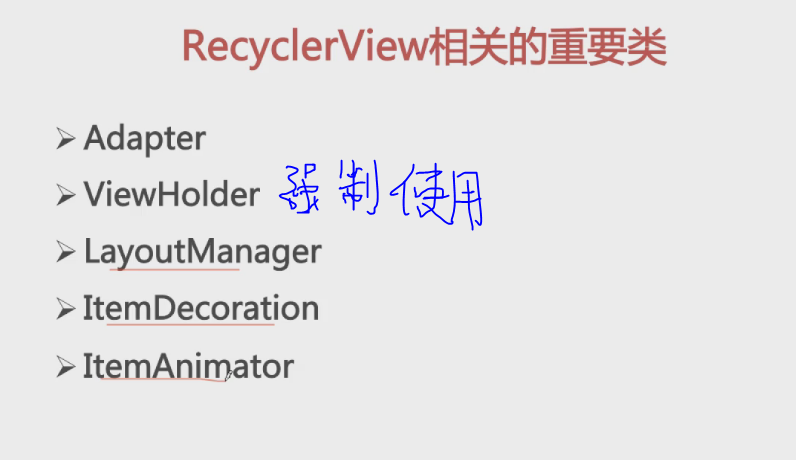 RecyclerView相关的重要类
➢ Adapter
➢ ViewHolder 强制使用
➢ LayoutManager
➢ ItemDecoration
➢ ItemAnimator